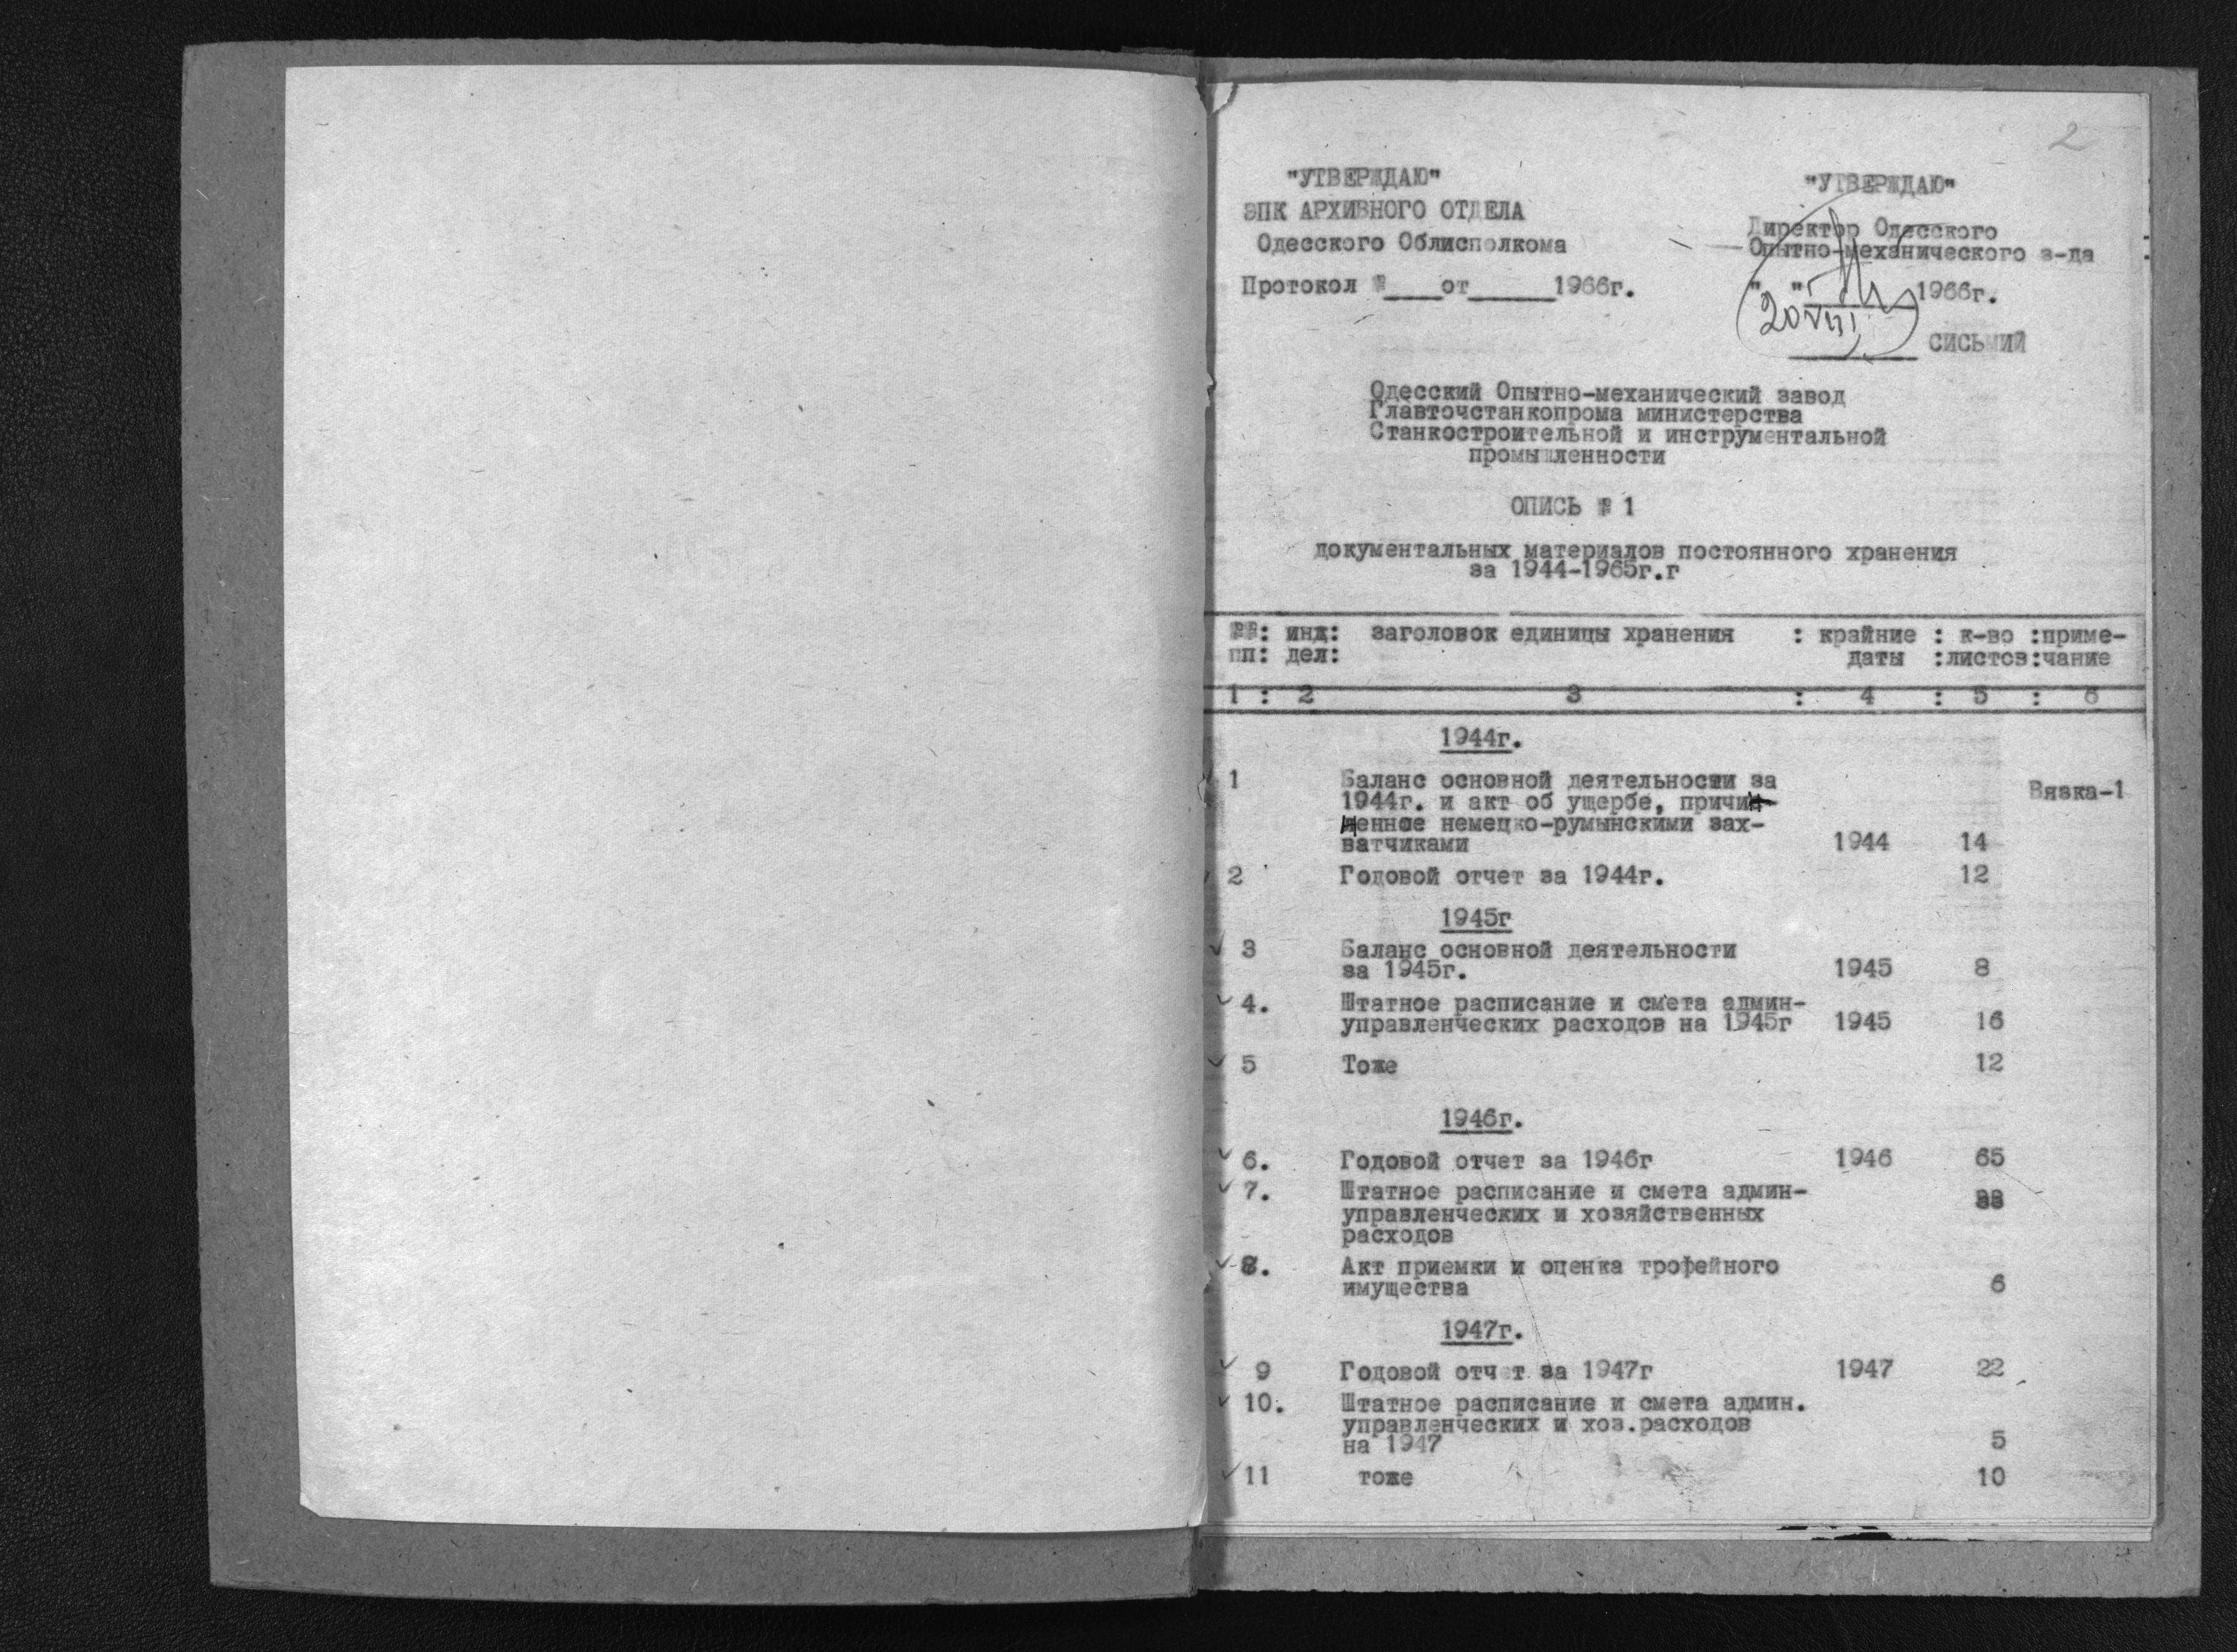 2
"УТВЕРЖДАЮ"
ЭПК АРХИВНОГО ОТДЕЛА
Одесского Облисполкома
Протокол №____от______1966г.
"УТВЕРЖДАЮ"
Директор Одесского
Опытно-механического з-да
" " 1966г.
20 VIII
СИСЬМИЙ
Одесский Опытно-механический завод
Главточстанкопрома министерства
Станкостроительной и инструментальной
промышленности
ОПИСЬ № 1
документальных материалов постоянного хранения
за 1944-1965г.г
№№: инд: заголовок единицы хранения : крайние : к-во :приме-
пп: дел: даты :листов:чание
1 : 2 3 : 4 : 5 : 6
1944г.
1 Баланс основной деятельности за
1944г. и акт об ущербе, причи- Вязка-1
ненное немецко-румынскими зах-
ватчиками 1944 14
2 Годовой отчет за 1944г. 12
1945г
3 Баланс основной деятельности
за 1945г. 1945 8
4. Штатное расписание и смета админ-
управленческих расходов на 1945г 1945 16
5 Тоже 12
1946г.
6. Годовой отчет за 1946г 1946 65
7. Штатное расписание и смета админ-
управленческих и хозяйственных
расходов
8. Акт приемки и оценка трофейного
имущества 6
1947г.
9 Годовой отчет за 1947г 1947 22
10. Штатное расписание и смета админ.
управленческих и хоз.расходов
на 1947 5
11 тоже 10